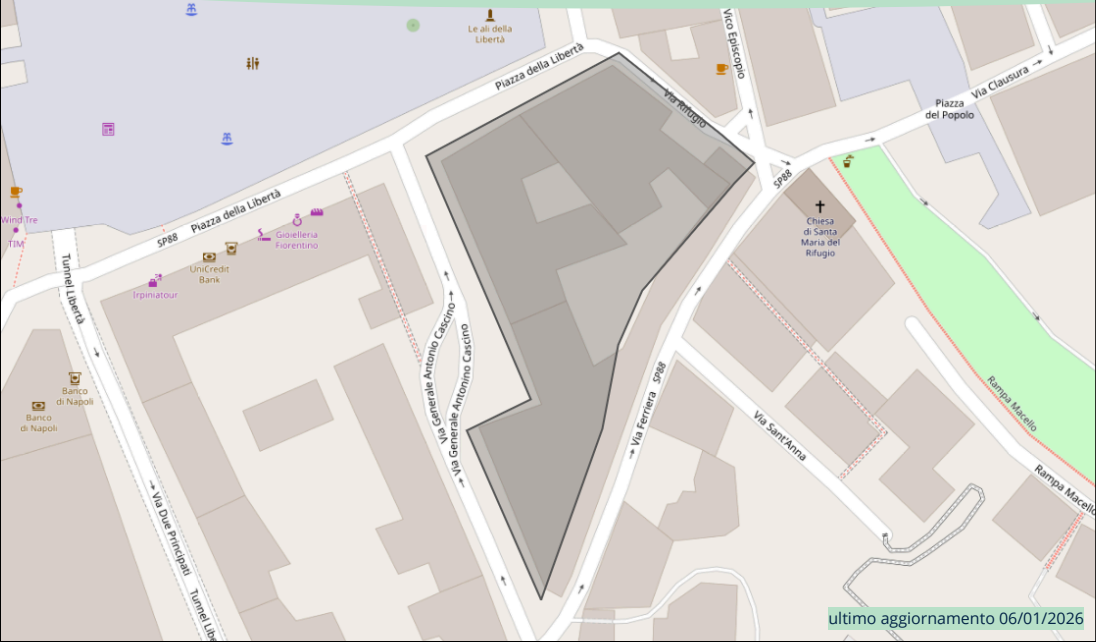 Le ali della
Libertà
Vico Episcopio
Piazza della Libertà
Via Clausura
Via Rifugio
Piazza
del Popolo
SP88
Wind Tre
TIM
SP88
Piazza della Libertà
Gioielleria
Fiorentino
Chiesa
di Santa
Maria del
Rifugio
UniCredit
Bank
Irpiniatour
Tunnel Libertà
Via Generale Antonio Cascino
Via Generale Antonino Cascino
SP88
Via Ferriera
Banco
di Napoli
Banco
di Napoli
Via Sant'Anna
Rampa Macello
Rampa Macello
Via Due Principati
Tunnel Libe
ultimo aggiornamento 06/01/2026